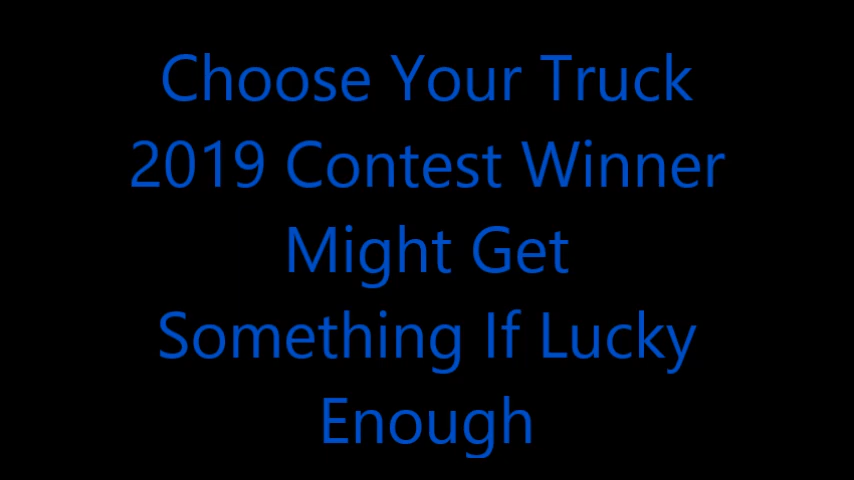 Choose Your Truck
2019 Contest Winner
Might Get
Something If Lucky
Enough